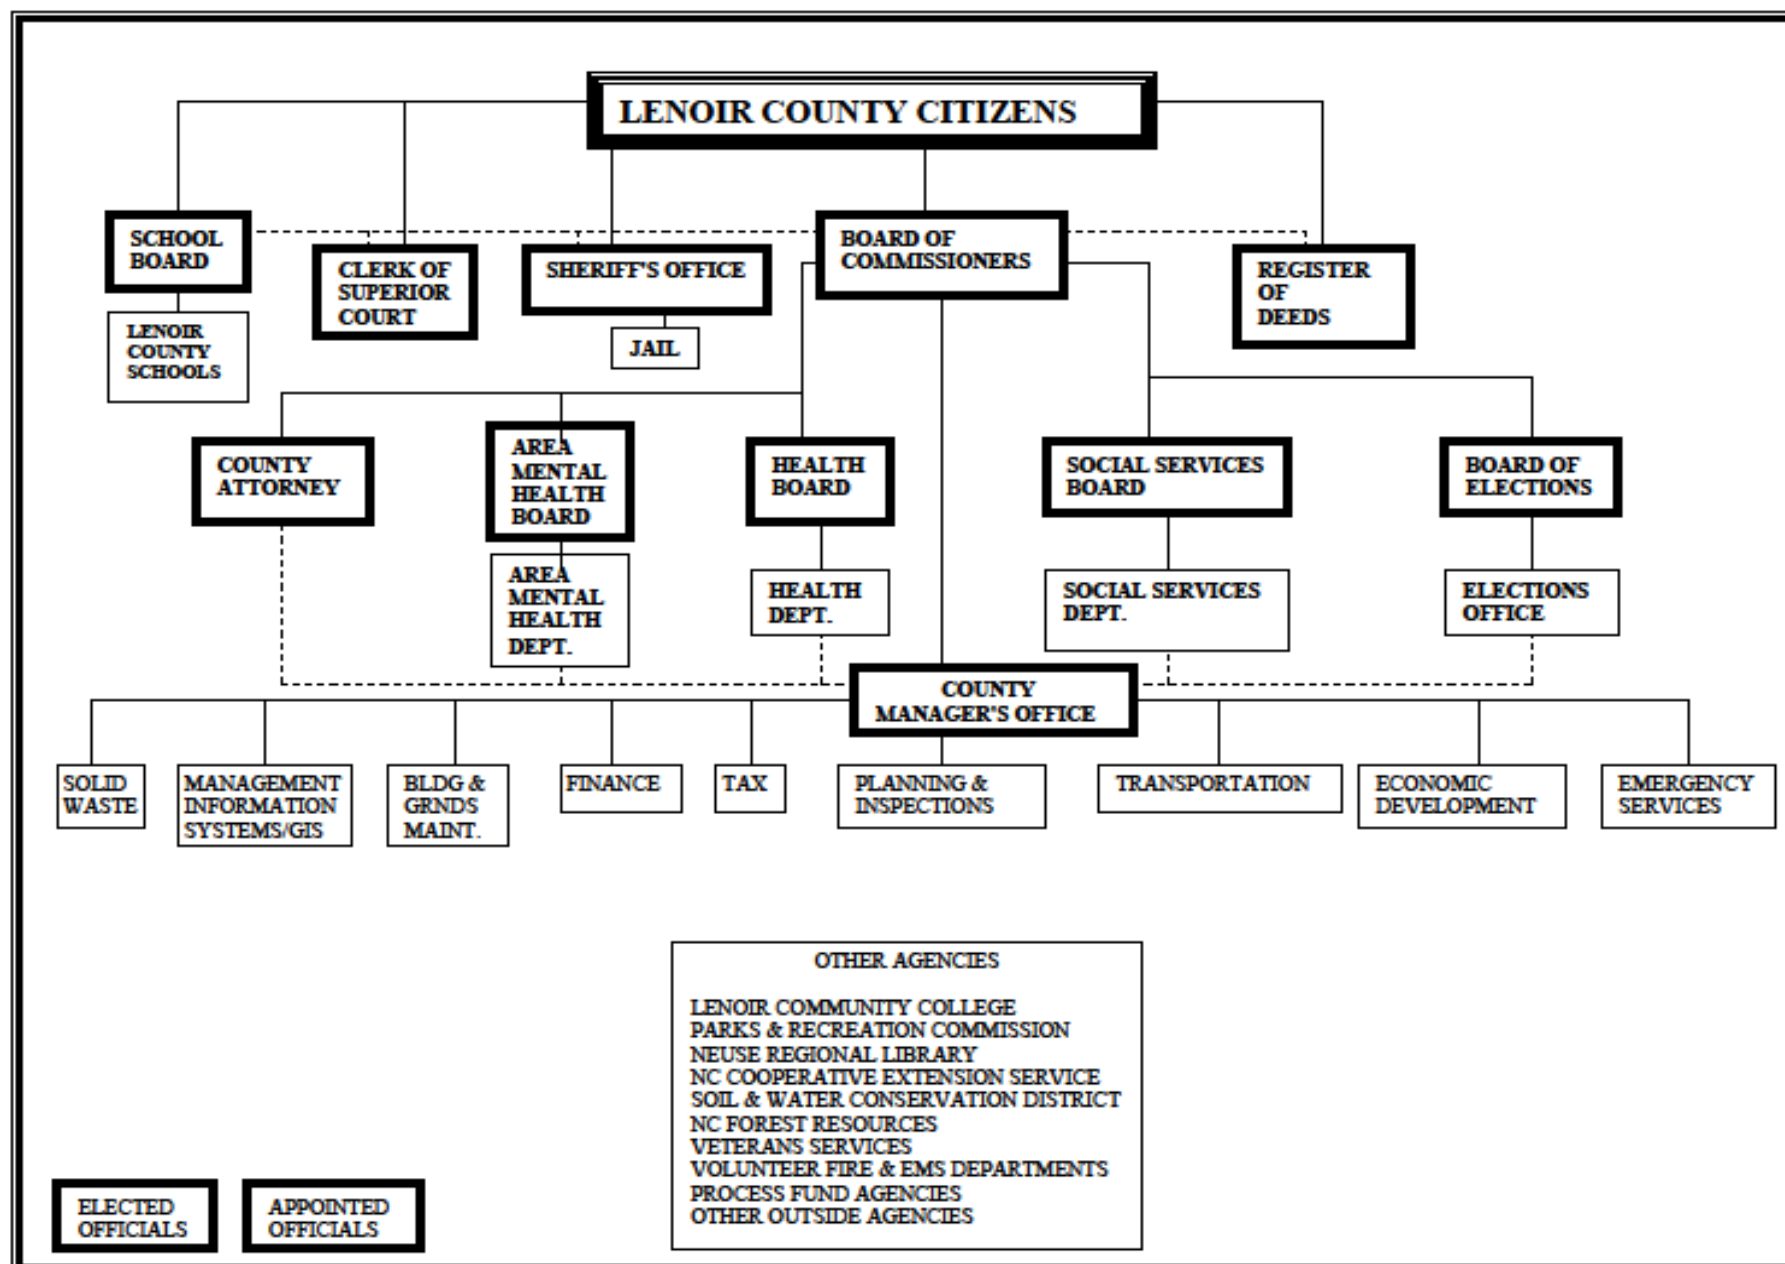 LENOIR COUNTY CITIZENS
SCHOOL
BOARD
CLERK OF
SUPERIOR
COURT
SHERIFF'S OFFICE
BOARD OF
COMMISSIONERS
REGISTER
OF
DEEDS
LENOIR
COUNTY
SCHOOLS
JAIL
COUNTY
ATTORNEY
AREA
MENTAL
HEALTH
BOARD
HEALTH
BOARD
SOCIAL SERVICES
BOARD
BOARD OF
ELECTIONS
AREA
MENTAL
HEALTH
DEPT.
HEALTH
DEPT.
SOCIAL SERVICES
DEPT.
ELECTIONS
OFFICE
COUNTY
MANAGER'S OFFICE
SOLID
WASTE
MANAGEMENT
INFORMATION
SYSTEMS/GIS
BLDG &
GRNDS
MAINT.
FINANCE
TAX
PLANNING &
INSPECTIONS
TRANSPORTATION
ECONOMIC
DEVELOPMENT
EMERGENCY
SERVICES
OTHER AGENCIES
LENOIR COMMUNITY COLLEGE
PARKS & RECREATION COMMISSION
NEUSE REGIONAL LIBRARY
NC COOPERATIVE EXTENSION SERVICE
SOIL & WATER CONSERVATION DISTRICT
NC FOREST RESOURCES
VETERANS SERVICES
VOLUNTEER FIRE & EMS DEPARTMENTS
PROCESS FUND AGENCIES
OTHER OUTSIDE AGENCIES
ELECTED
OFFICIALS
APPOINTED
OFFICIALS